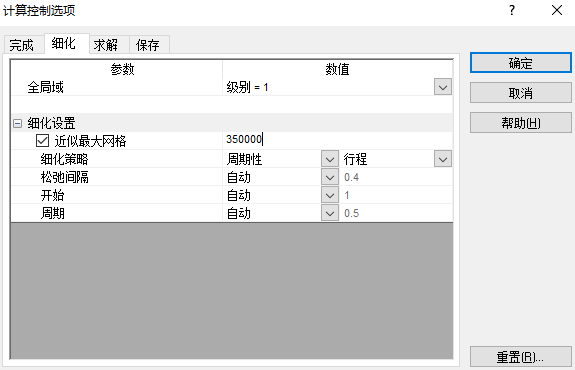 计算控制选项
?
完成 细化 求解 保存
参数 数值
全局域 级别 = 1
细化设置
近似最大网格 350000
细化策略 周期性 行程
松弛间隔 自动 0.4
开始 自动 1
周期 自动 0.5
确定
取消
帮助(H)
重置(R)...